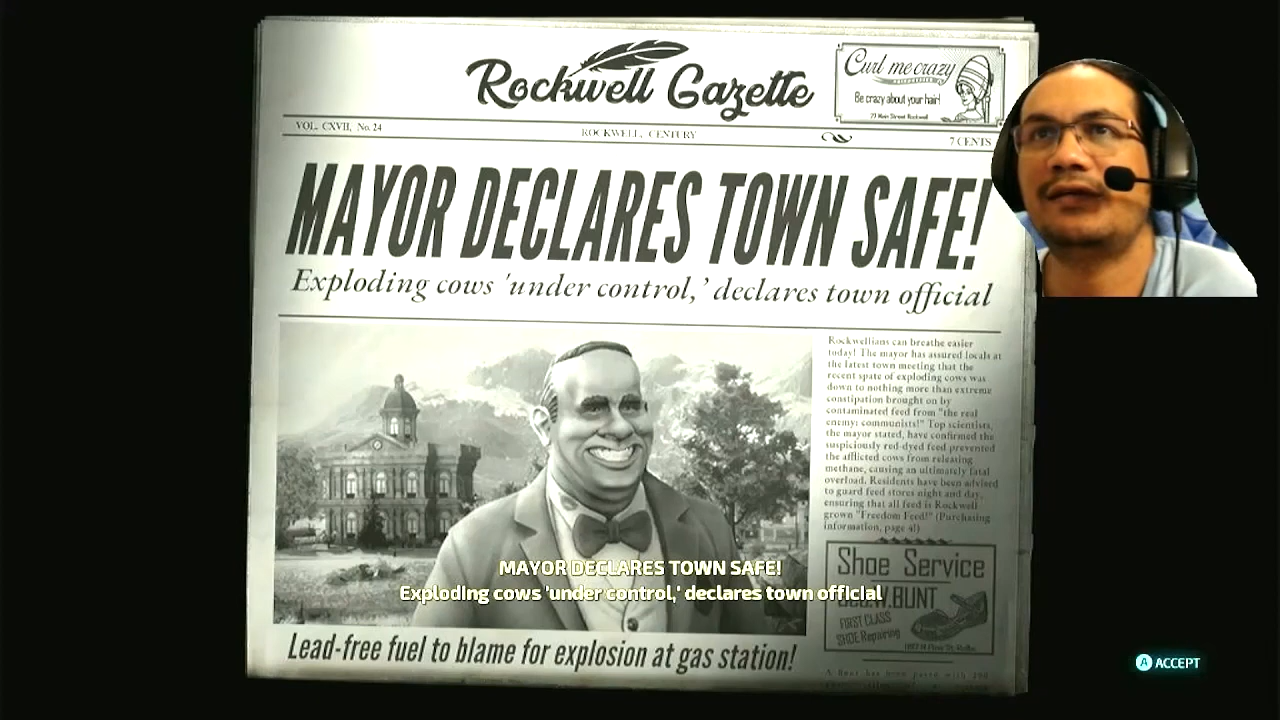 Rockwell Gazette
Curl me crazy
Be crazy about your hair!
77 Main Street Rockwell
VOL. CXVII, No. 24
ROCKWELL, CENTURY
7 CENTS
MAYOR DECLARES TOWN SAFE!
Exploding cows 'under control,' declares town official
Rockwellians can breathe easier
today! The mayor has assured locals at
the latest town meeting that the
recent spate of exploding cows was
down to nothing more than extreme
constipation brought on by
contaminated feed from "the real
enemy: communists!" Top scientists,
the mayor stated, have confirmed the
suspiciously red-dyed feed prevented
the afflicted cows from releasing
methane, causing an ultimately fatal
overload. Residents have been advised
to guard feed stores night and day,
ensuring that all feed is Rockwell
grown "Freedom Feed!" (Purchasing
information, page 4!)
Shoe Service
W. BUNT
FIRST CLASS
SHOE Repairing
MAYOR DECLARES TOWN SAFE!
Exploding cows 'under control,' declares town official
Lead-free fuel to blame for explosion at gas station!
A ACCEPT